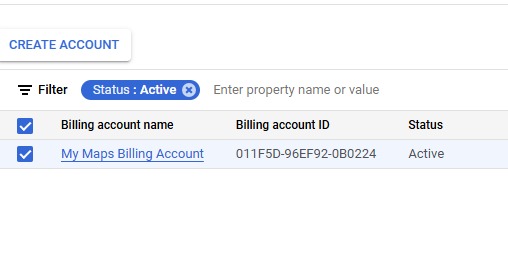 CREATE ACCOUNT
Filter Status : Active Enter property name or value
Billing account name Billing account ID Status
My Maps Billing Account 011F5D-96EF92-0B0224 Active